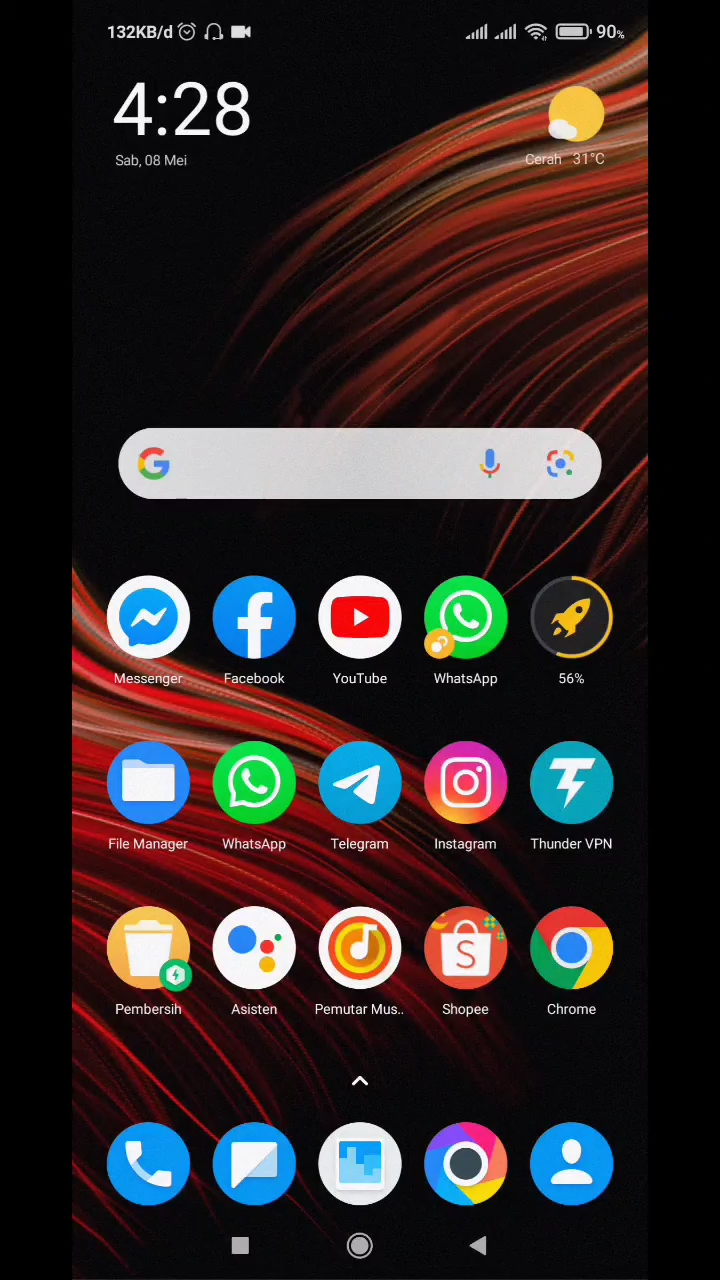 132KB/d 90%
4:28
Sab, 08 Mei
Cerah 31°C
Messenger Facebook YouTube WhatsApp 56%
File Manager WhatsApp Telegram Instagram Thunder VPN
Pembersih Asisten Pemutar Mus.. Shopee Chrome